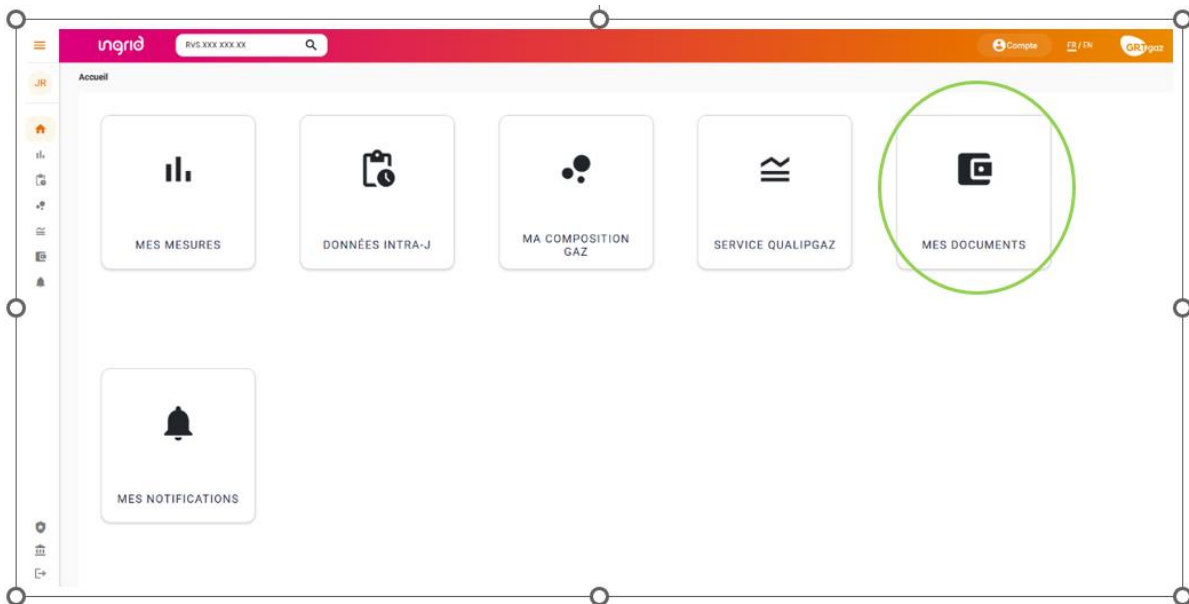 ingrid
RVS.XXX.XXX.XX
Compte
FR / EN
GRTgaz
JR
Accueil
MES MESURES
DONNÉES INTRA-J
MA COMPOSITION
GAZ
SERVICE QUALIPGAZ
MES DOCUMENTS
MES NOTIFICATIONS